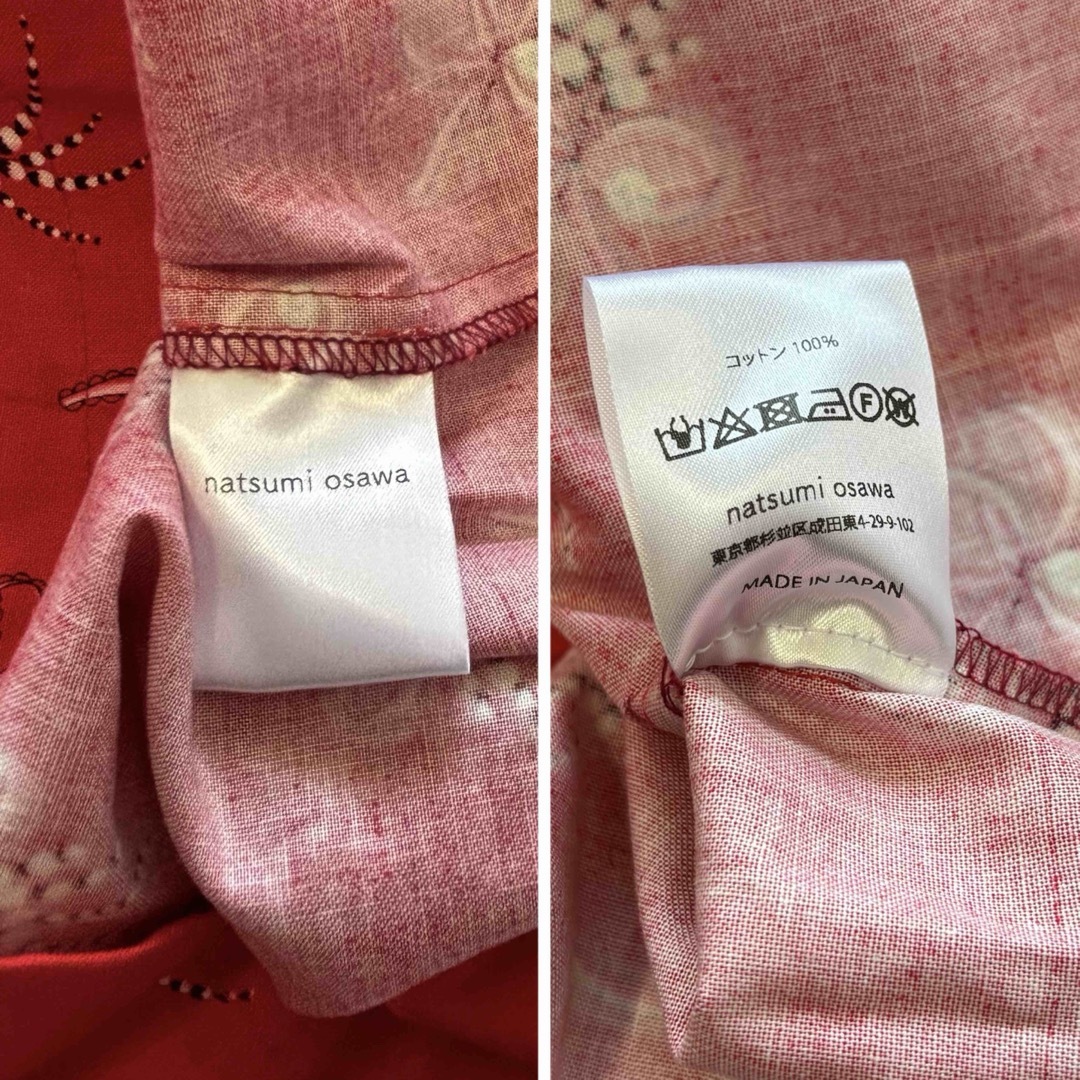 natsumi osawa
コットン 100%
F W
natsumi osawa
東京都杉並区成田東4-29-9-102
MADE IN JAPAN